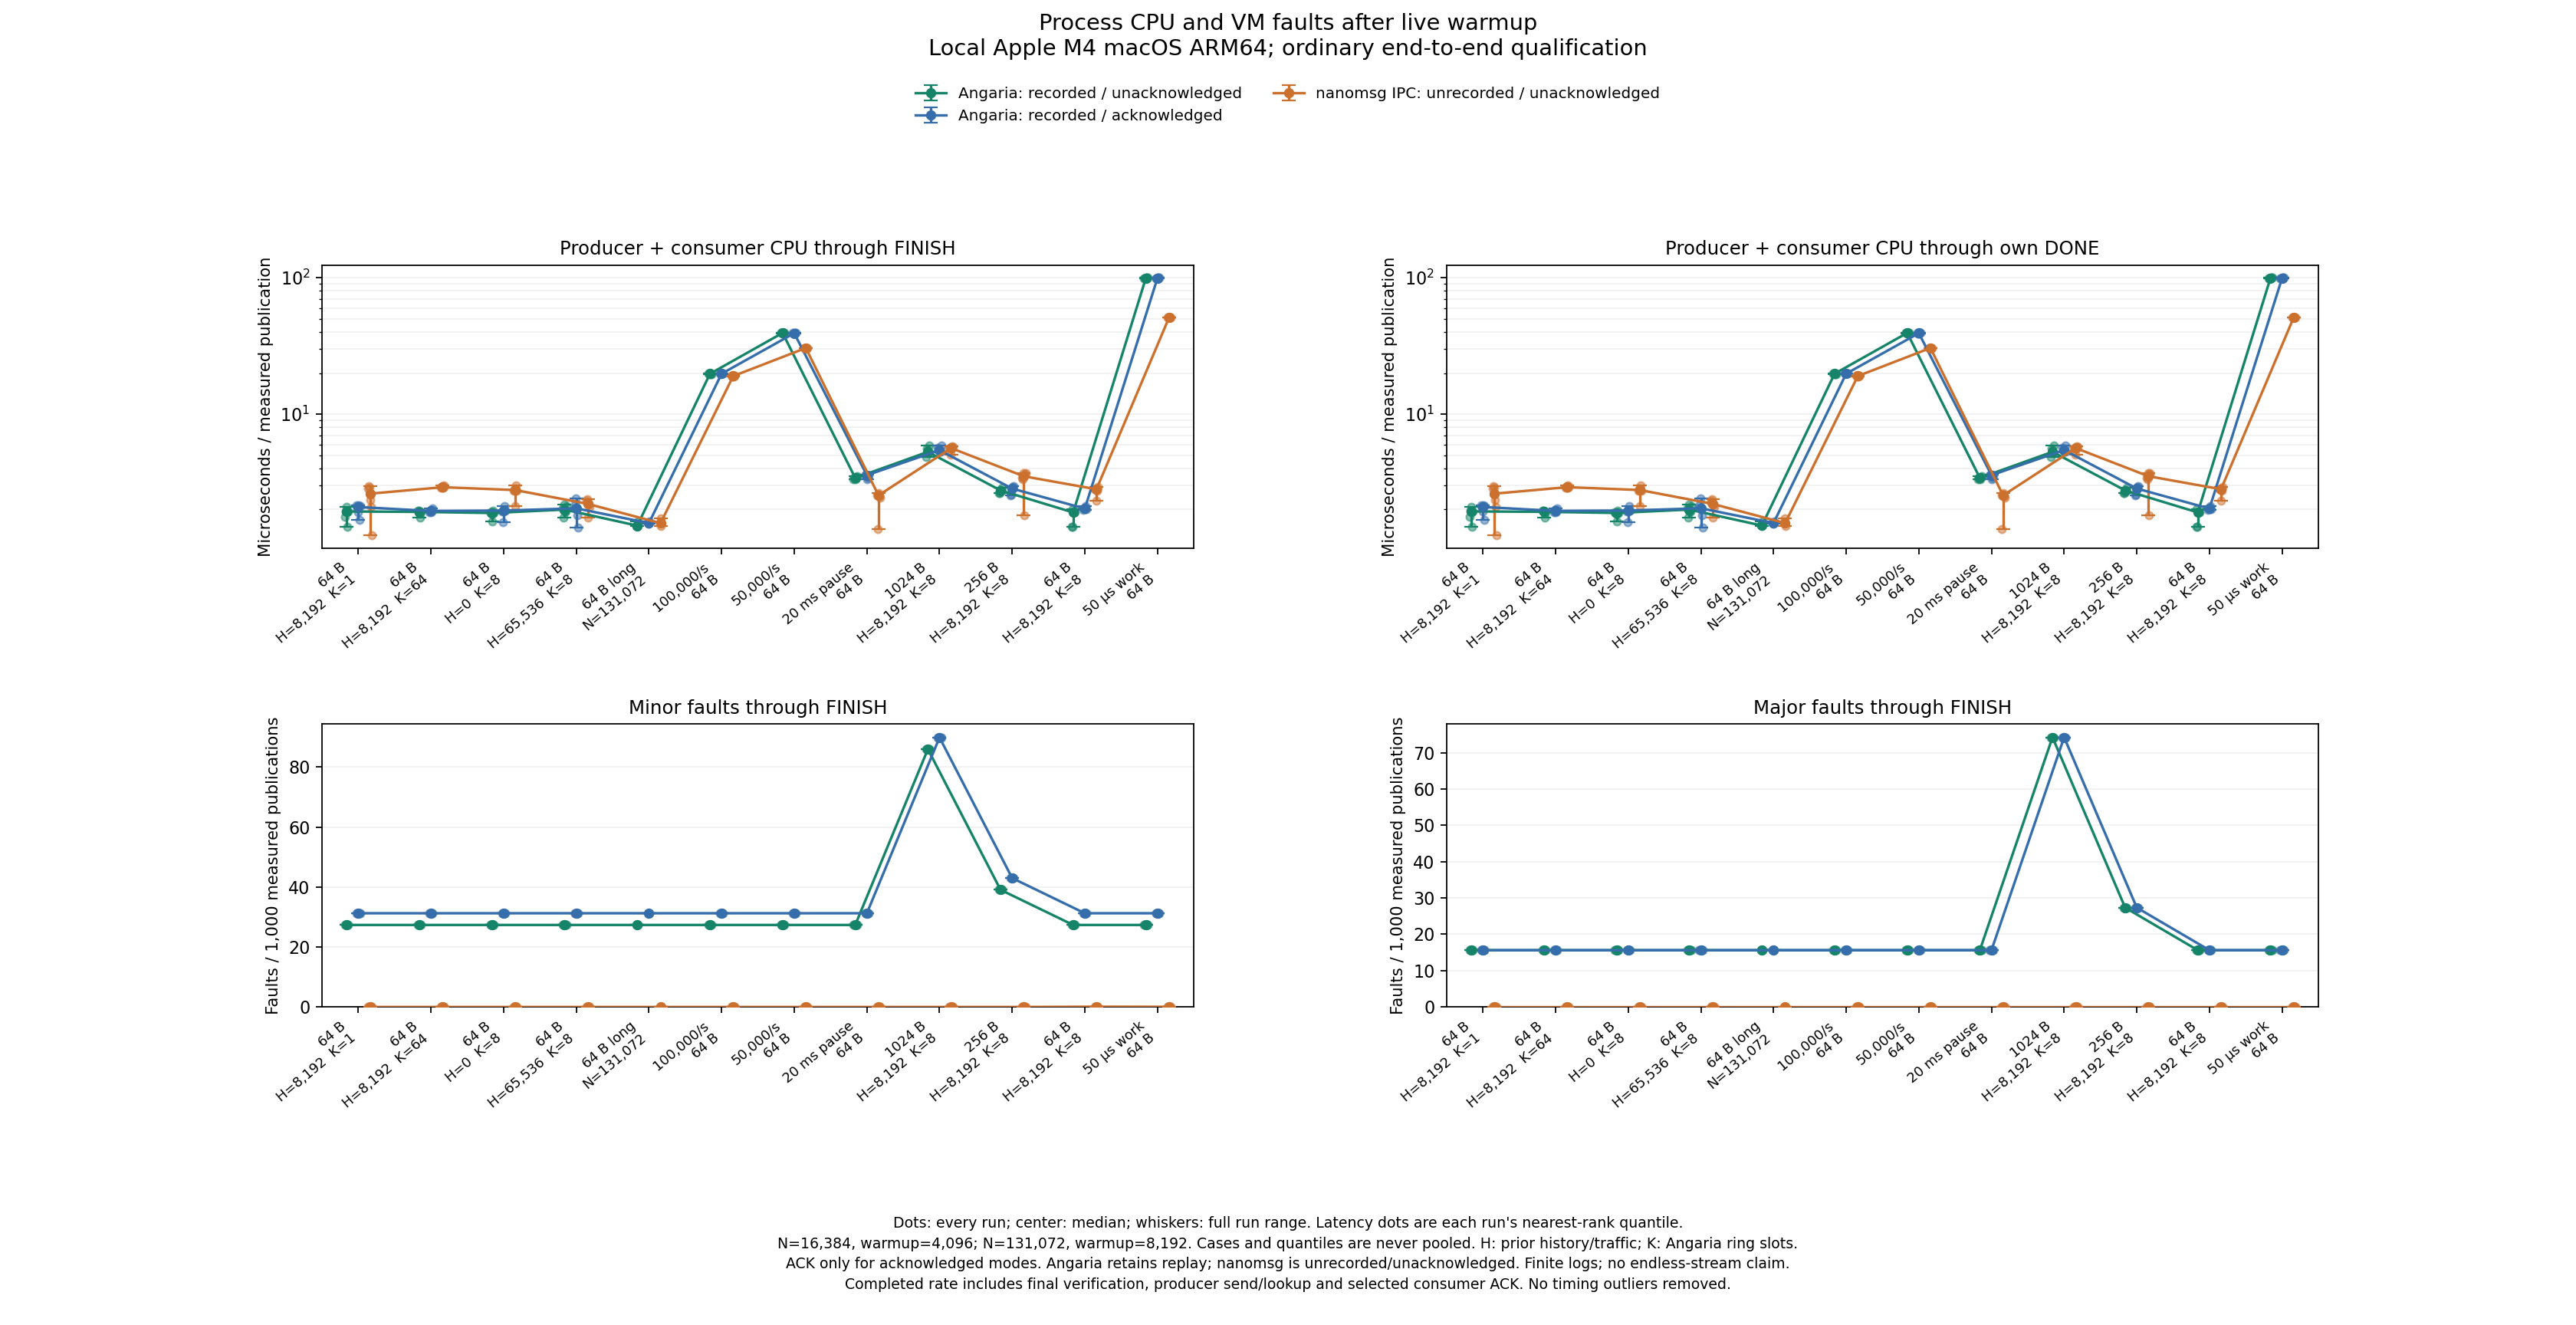 Process CPU and VM faults after live warmup
Local Apple M4 macOS ARM64; ordinary end-to-end qualification
Angaria: recorded / unacknowledged
Angaria: recorded / acknowledged
nanomsg IPC: unrecorded / unacknowledged
Producer + consumer CPU through FINISH
Microseconds / measured publication
10²
10¹
64 B
H=8,192 K=1
64 B
H=8,192 K=64
64 B
H=0 K=8
64 B
H=65,536 K=8
64 B long
N=131,072
100,000/s
64 B
50,000/s
64 B
20 ms pause
64 B
1024 B
H=8,192 K=8
256 B
H=8,192 K=8
64 B
H=8,192 K=8
50 µs work
64 B
Producer + consumer CPU through own DONE
Microseconds / measured publication
10²
10¹
64 B
H=8,192 K=1
64 B
H=8,192 K=64
64 B
H=0 K=8
64 B
H=65,536 K=8
64 B long
N=131,072
100,000/s
64 B
50,000/s
64 B
20 ms pause
64 B
1024 B
H=8,192 K=8
256 B
H=8,192 K=8
64 B
H=8,192 K=8
50 µs work
64 B
Minor faults through FINISH
Faults / 1,000 measured publications
80
60
40
20
0
64 B
H=8,192 K=1
64 B
H=8,192 K=64
64 B
H=0 K=8
64 B
H=65,536 K=8
64 B long
N=131,072
100,000/s
64 B
50,000/s
64 B
20 ms pause
64 B
1024 B
H=8,192 K=8
256 B
H=8,192 K=8
64 B
H=8,192 K=8
50 µs work
64 B
Major faults through FINISH
Faults / 1,000 measured publications
70
60
50
40
30
20
10
0
64 B
H=8,192 K=1
64 B
H=8,192 K=64
64 B
H=0 K=8
64 B
H=65,536 K=8
64 B long
N=131,072
100,000/s
64 B
50,000/s
64 B
20 ms pause
64 B
1024 B
H=8,192 K=8
256 B
H=8,192 K=8
64 B
H=8,192 K=8
50 µs work
64 B
Dots: every run; center: median; whiskers: full run range. Latency dots are each run's nearest-rank quantile.
N=16,384, warmup=4,096; N=131,072, warmup=8,192. Cases and quantiles are never pooled. H: prior history/traffic; K: Angaria ring slots.
ACK only for acknowledged modes. Angaria retains replay; nanomsg is unrecorded/unacknowledged. Finite logs; no endless-stream claim.
Completed rate includes final verification, producer send/lookup and selected consumer ACK. No timing outliers removed.